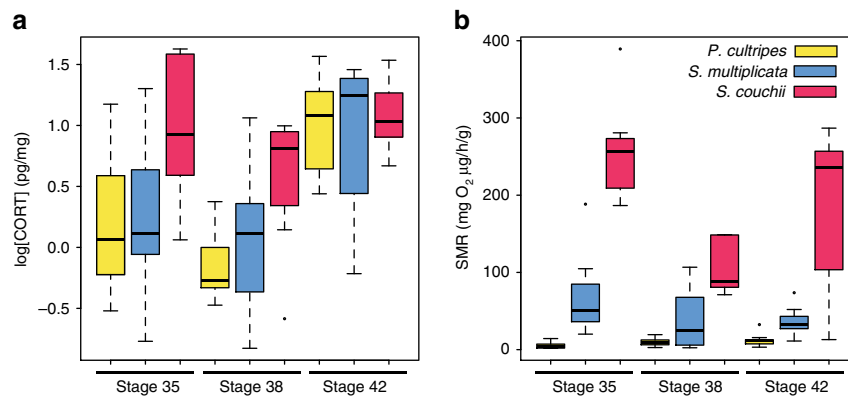 a
1.5
1.0
0.5
0.0
–0.5
log[CORT] (pg/mg)
Stage 35 Stage 38 Stage 42
b
400
300
200
100
0
SMR (mg O2 µg/h/g)
P. cultripes
S. multiplicata
S. couchii
Stage 35 Stage 38 Stage 42